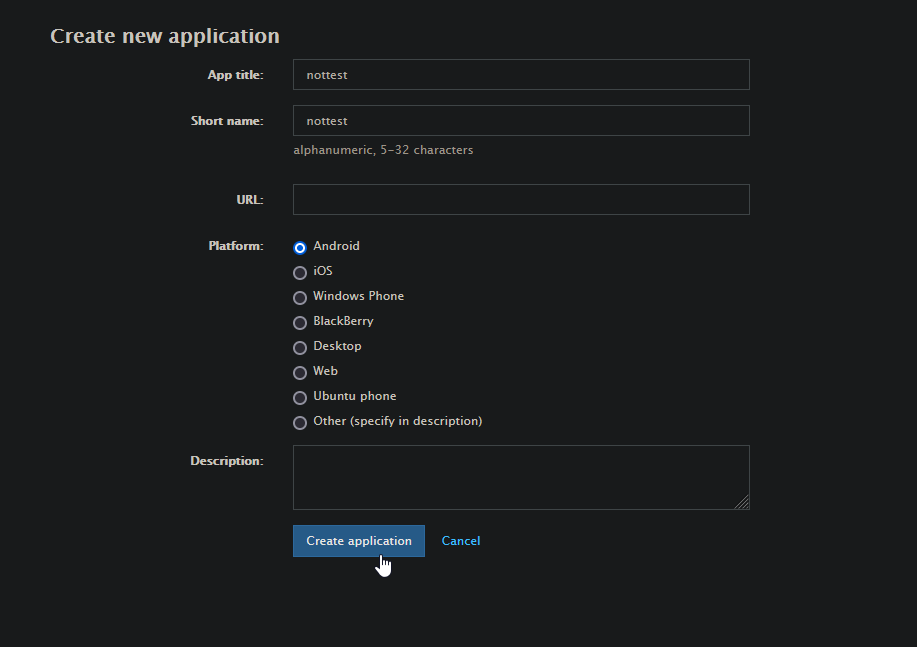 Create new application
App title: nottest
Short name: nottest
alphanumeric, 5-32 characters
URL:
Platform: Android
iOS
Windows Phone
BlackBerry
Desktop
Web
Ubuntu phone
Other (specify in description)
Description:
Create application Cancel